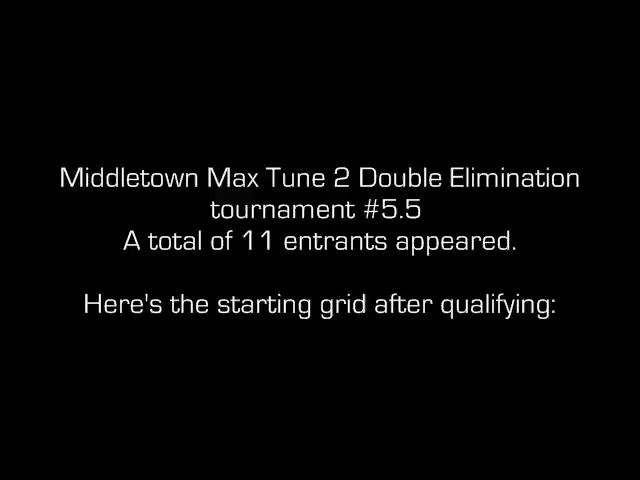 Middletown Max Tune 2 Double Elimination
tournament #5.5
A total of 11 entrants appeared.
Here's the starting grid after qualifying: